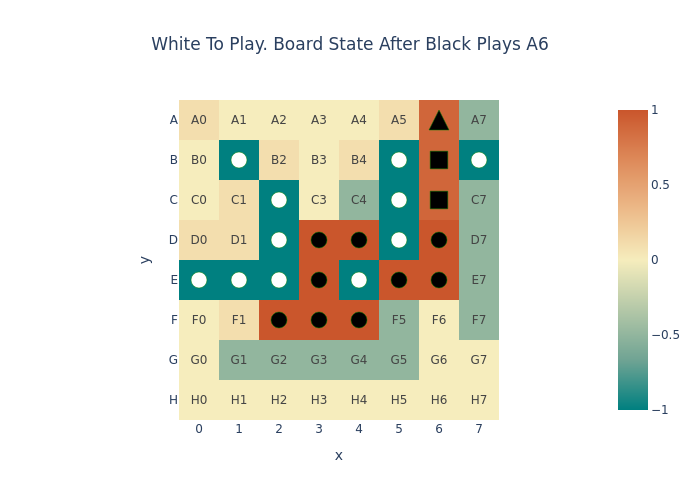 White To Play. Board State After Black Plays A6
A A0 A1 A2 A3 A4 A5 A7
B B0 B2 B3 B4
C C0 C1 C3 C4 C7
D D0 D1 D7
E E7
F F0 F1 F5 F6 F7
G G0 G1 G2 G3 G4 G5 G6 G7
H H0 H1 H2 H3 H4 H5 H6 H7
0 1 2 3 4 5 6 7
x
y
1
0.5
0
−0.5
−1